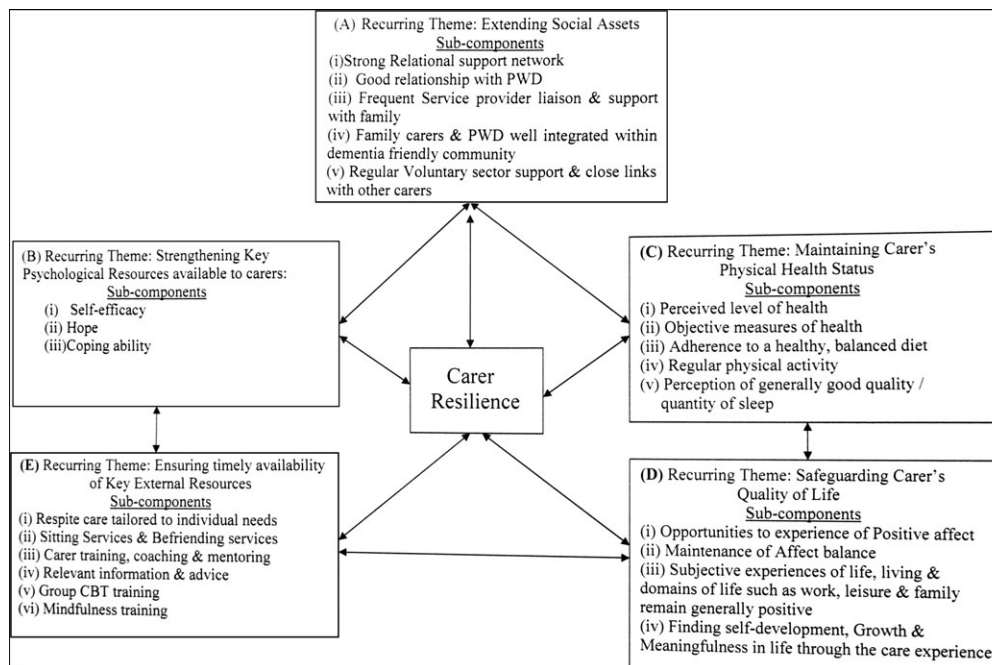 (A) Recurring Theme: Extending Social Assets
Sub-components
(i)Strong Relational support network
(ii) Good relationship with PWD
(iii) Frequent Service provider liaison & support
with family
(iv) Family carers & PWD well integrated within
dementia friendly community
(v) Regular Voluntary sector support & close links
with other carers
(B) Recurring Theme: Strengthening Key
Psychological Resources available to carers:
Sub-components
(i) Self-efficacy
(ii) Hope
(iii)Coping ability
(C) Recurring Theme: Maintaining Carer's
Physical Health Status
Sub-components
(i) Perceived level of health
(ii) Objective measures of health
(iii) Adherence to a healthy, balanced diet
(iv) Regular physical activity
(v) Perception of generally good quality /
quantity of sleep
Carer
Resilience
(E) Recurring Theme: Ensuring timely availability
of Key External Resources
Sub-components
(i) Respite care tailored to individual needs
(ii) Sitting Services & Befriending services
(iii) Carer training, coaching & mentoring
(iv) Relevant information & advice
(v) Group CBT training
(vi) Mindfulness training
(D) Recurring Theme: Safeguarding Carer's
Quality of Life
Sub-components
(i) Opportunities to experience of Positive affect
(ii) Maintenance of Affect balance
(iii) Subjective experiences of life, living &
domains of life such as work, leisure & family
remain generally positive
(iv) Finding self-development, Growth &
Meaningfulness in life through the care experience